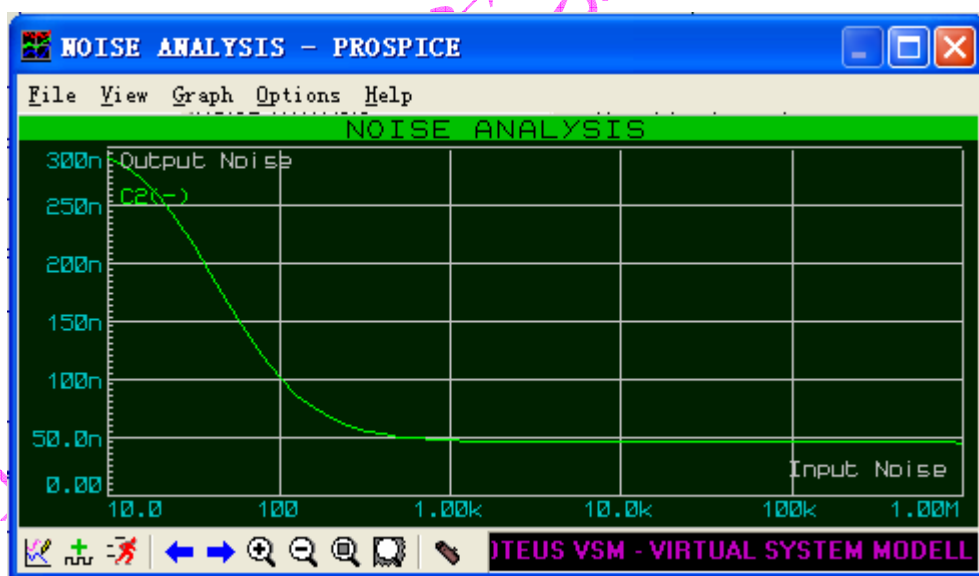 NOISE ANALYSIS - PROSPICE
File View Graph Options Help
NOISE ANALYSIS
300n
Output Noise
C2(-)
250n
200n
150n
100n
50.0n
Input Noise
0.00
10.0 100 1.00k 10.0k 100k 1.00M
OTEUS VSM - VIRTUAL SYSTEM MODELL